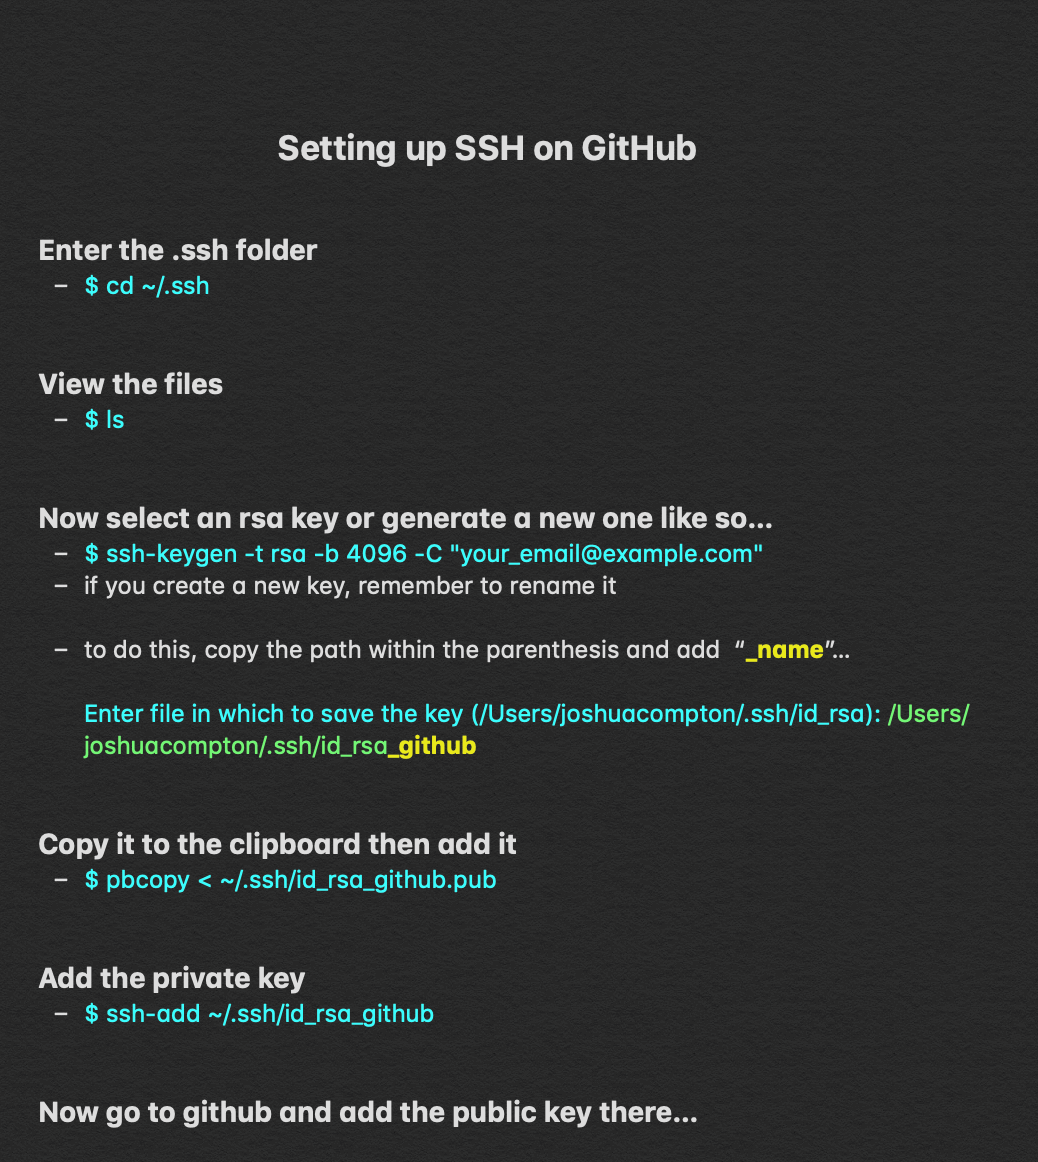 Setting up SSH on GitHub
Enter the .ssh folder
– $ cd ~/.ssh
View the files
– $ ls
Now select an rsa key or generate a new one like so...
– $ ssh-keygen -t rsa -b 4096 -C "your_email@example.com"
– if you create a new key, remember to rename it
– to do this, copy the path within the parenthesis and add “_name”...
Enter file in which to save the key (/Users/joshuacompton/.ssh/id_rsa): /Users/
joshuacompton/.ssh/id_rsa_github
Copy it to the clipboard then add it
– $ pbcopy < ~/.ssh/id_rsa_github.pub
Add the private key
– $ ssh-add ~/.ssh/id_rsa_github
Now go to github and add the public key there...